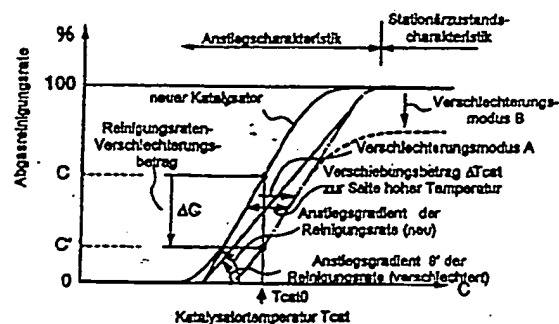 %
Anstiegscharakteristik
Stationärzustands-
charakteristik
100
neuer Katalysator
Verschlechterungs-
modus B
Abgasreinigungsrate
Reinigungsraten-
Verschlechterungs-
betrag
Verschlechterungsmodus A
C
Verschiebungsbetrag ΔTcat
zur Seite hoher Temperatur
ΔC
Anstiegsgradient der
Reinigungsrate (neu)
C'
Anstiegsgradient θ' der
Reinigungsrate (verschlechtert)
0
Tcat0
°C
Katalysatortemperatur Tcat